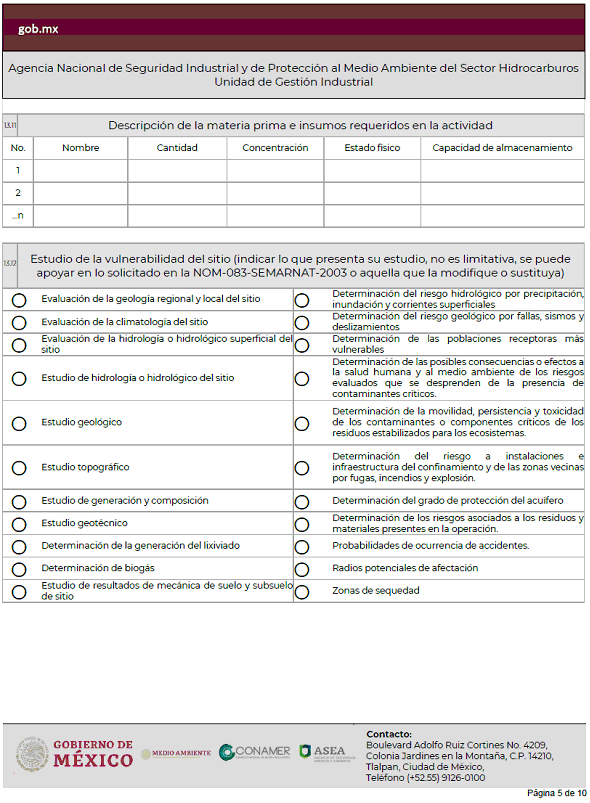 gob.mx
Agencia Nacional de Seguridad Industrial y de Protección al Medio Ambiente del Sector Hidrocarburos
Unidad de Gestión Industrial
13.11 Descripción de la materia prima e insumos requeridos en la actividad
No. Nombre Cantidad Concentración Estado físico Capacidad de almacenamiento
1
2
...n
13.12 Estudio de la vulnerabilidad del sitio (indicar lo que presenta su estudio, no es limitativa, se puede
apoyar en lo solicitado en la NOM-083-SEMARNAT-2003 o aquella que la modifique o sustituya)
Evaluación de la geología regional y local del sitio
Determinación del riesgo hidrológico por precipitación,
inundación y corrientes superficiales
Evaluación de la climatología del sitio
Determinación del riesgo geológico por fallas, sismos y
deslizamientos
Evaluación de la hidrología o hidrológico superficial del
sitio
Determinación de las poblaciones receptoras más
vulnerables
Estudio de hidrología o hidrológico del sitio
Determinación de las posibles consecuencias o efectos a
la salud humana y al medio ambiente de los riesgos
evaluados que se desprenden de la presencia de
contaminantes críticos.
Estudio geológico
Determinación de la movilidad, persistencia y toxicidad
de los contaminantes o componentes críticos de los
residuos estabilizados para los ecosistemas.
Estudio topográfico
Determinación del riesgo a instalaciones e
infraestructura del confinamiento y de las zonas vecinas
por fugas, incendios y explosión.
Estudio de generación y composición
Determinación del grado de protección del acuífero
Estudio geotécnico
Determinación de los riesgos asociados a los residuos y
materiales presentes en la operación.
Determinación de la generación del lixiviado
Probabilidades de ocurrencia de accidentes.
Determinación de biogás
Radios potenciales de afectación
Estudio de resultados de mecánica de suelo y subsuelo
de sitio
Zonas de sequedad
GOBIERNO DE
MÉXICO
MEDIO AMBIENTE
CONAMER
ASEA
Contacto:
Boulevard Adolfo Ruiz Cortines No. 4209,
Colonia Jardines en la Montaña, C.P. 14210,
Tlalpan, Ciudad de México,
Teléfono (+52.55) 9126-0100
Página 5 de 10